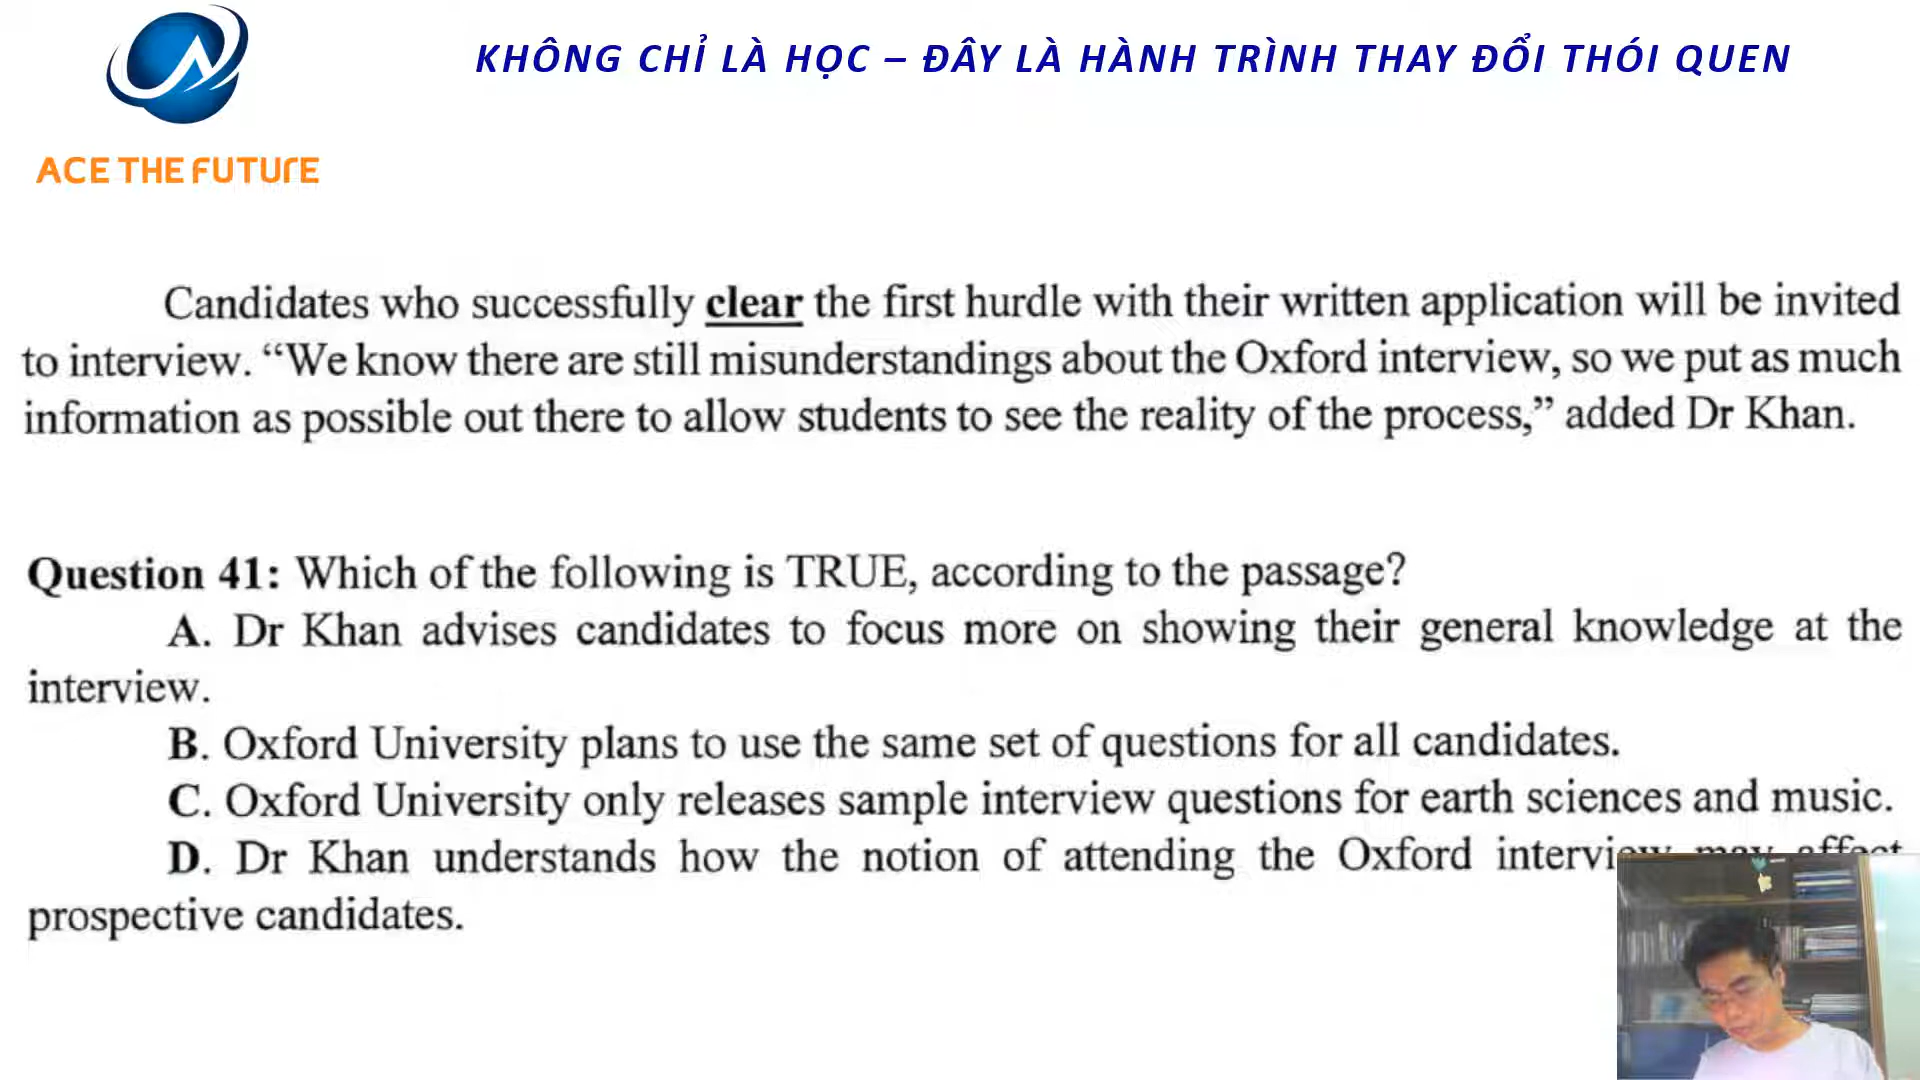 KHÔNG CHỈ LÀ HỌC – ĐÂY LÀ HÀNH TRÌNH THAY ĐỔI THÓI QUEN
ACE THE FUTURE
Candidates who successfully clear the first hurdle with their written application will be invited
to interview. “We know there are still misunderstandings about the Oxford interview, so we put as much
information as possible out there to allow students to see the reality of the process,” added Dr Khan.
Question 41: Which of the following is TRUE, according to the passage?
A. Dr Khan advises candidates to focus more on showing their general knowledge at the
interview.
B. Oxford University plans to use the same set of questions for all candidates.
C. Oxford University only releases sample interview questions for earth sciences and music.
D. Dr Khan understands how the notion of attending the Oxford interview may affect
prospective candidates.